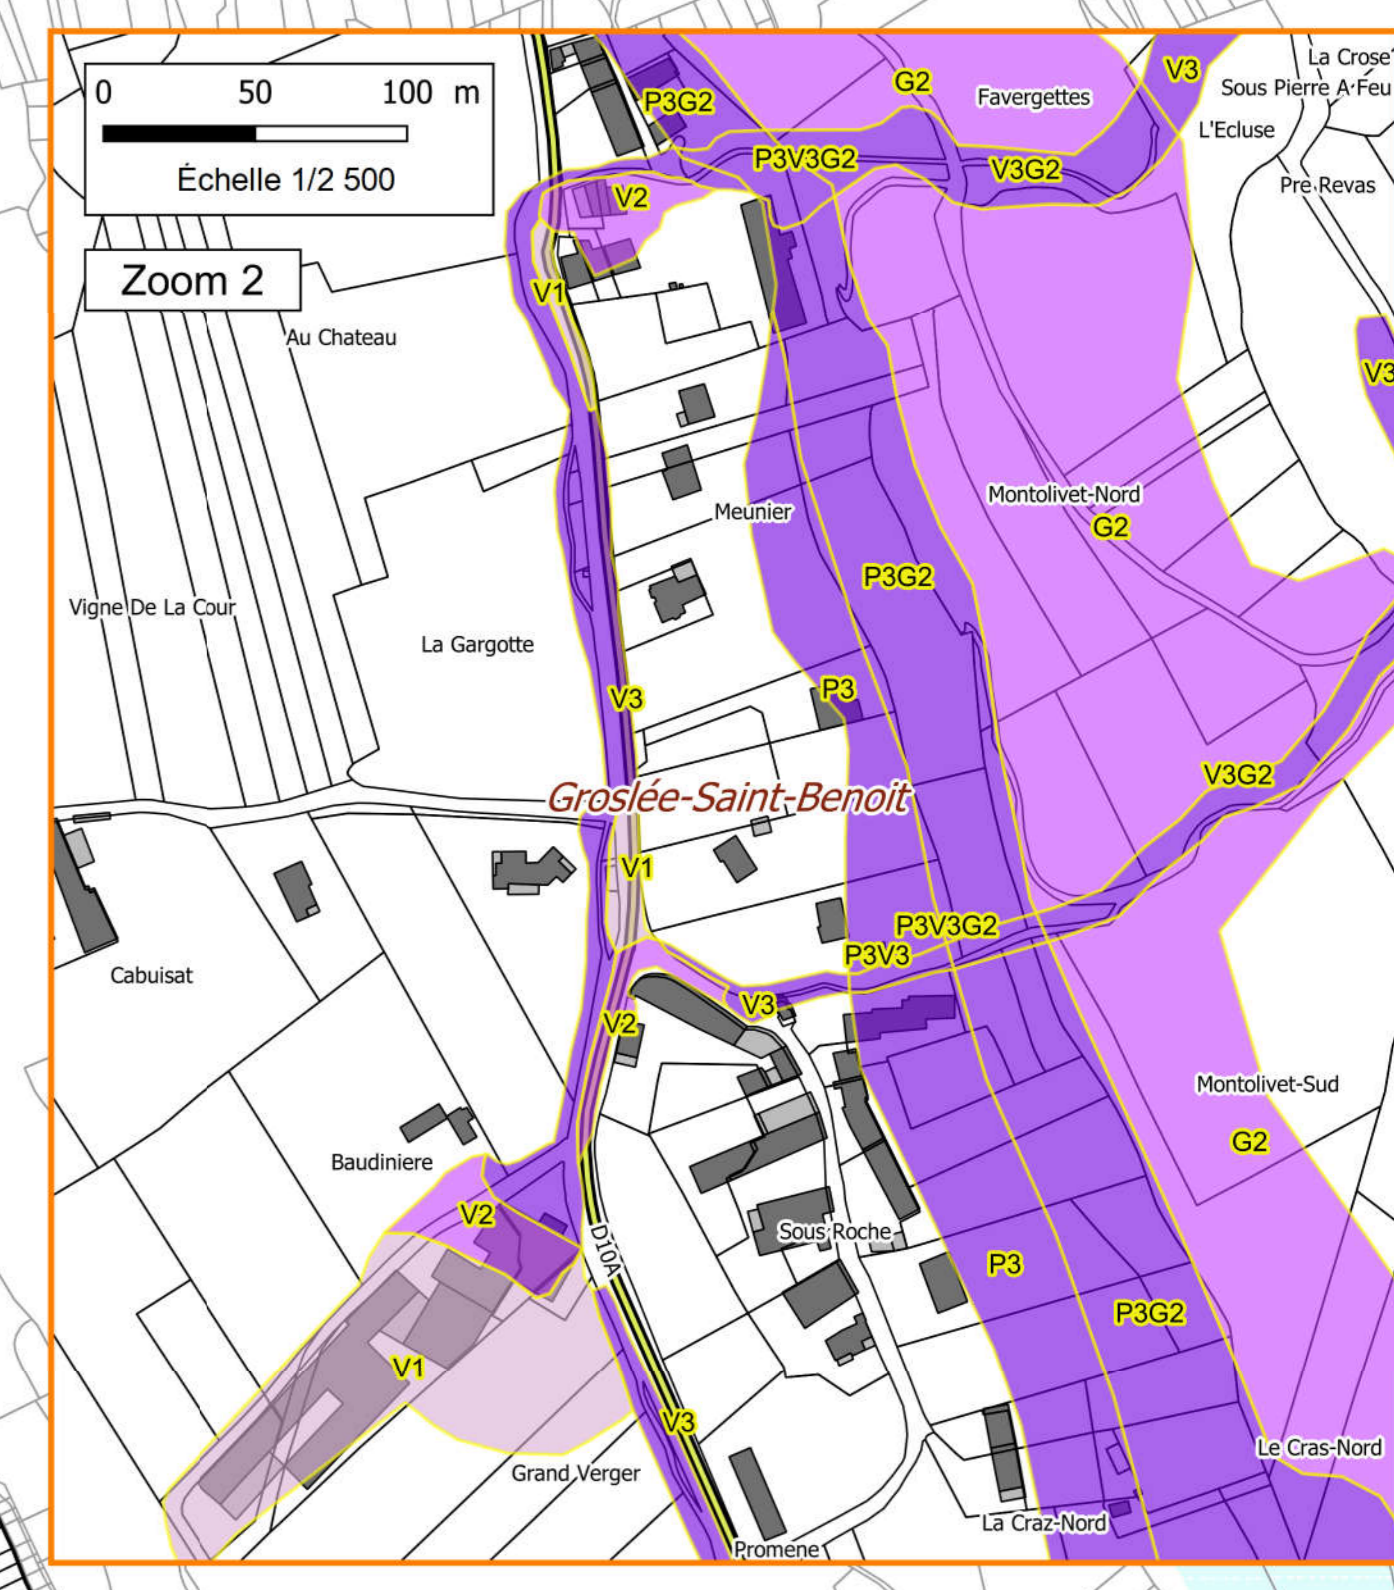 0 50 100 m
Échelle 1/2 500
Zoom 2
La Crose
Sous Pierre A Feu
V3
G2
Favergettes
P3G2
L'Ecluse
P3V3G2
V3G2
Pre Revas
V2
V1
Au Chateau
V3
Montolivet-Nord
Meunier
G2
P3G2
Vigne De La Cour
La Gargotte
P3
V3
V3G2
Groslée-Saint-Benoit
V1
P3V3G2
P3V3
Cabuisat
V3
V2
Montolivet-Sud
G2
Baudiniere
V2
Sous Roche
D10A
P3
P3G2
V1
V3
Le Cras-Nord
Grand Verger
La Craz-Nord
Promene